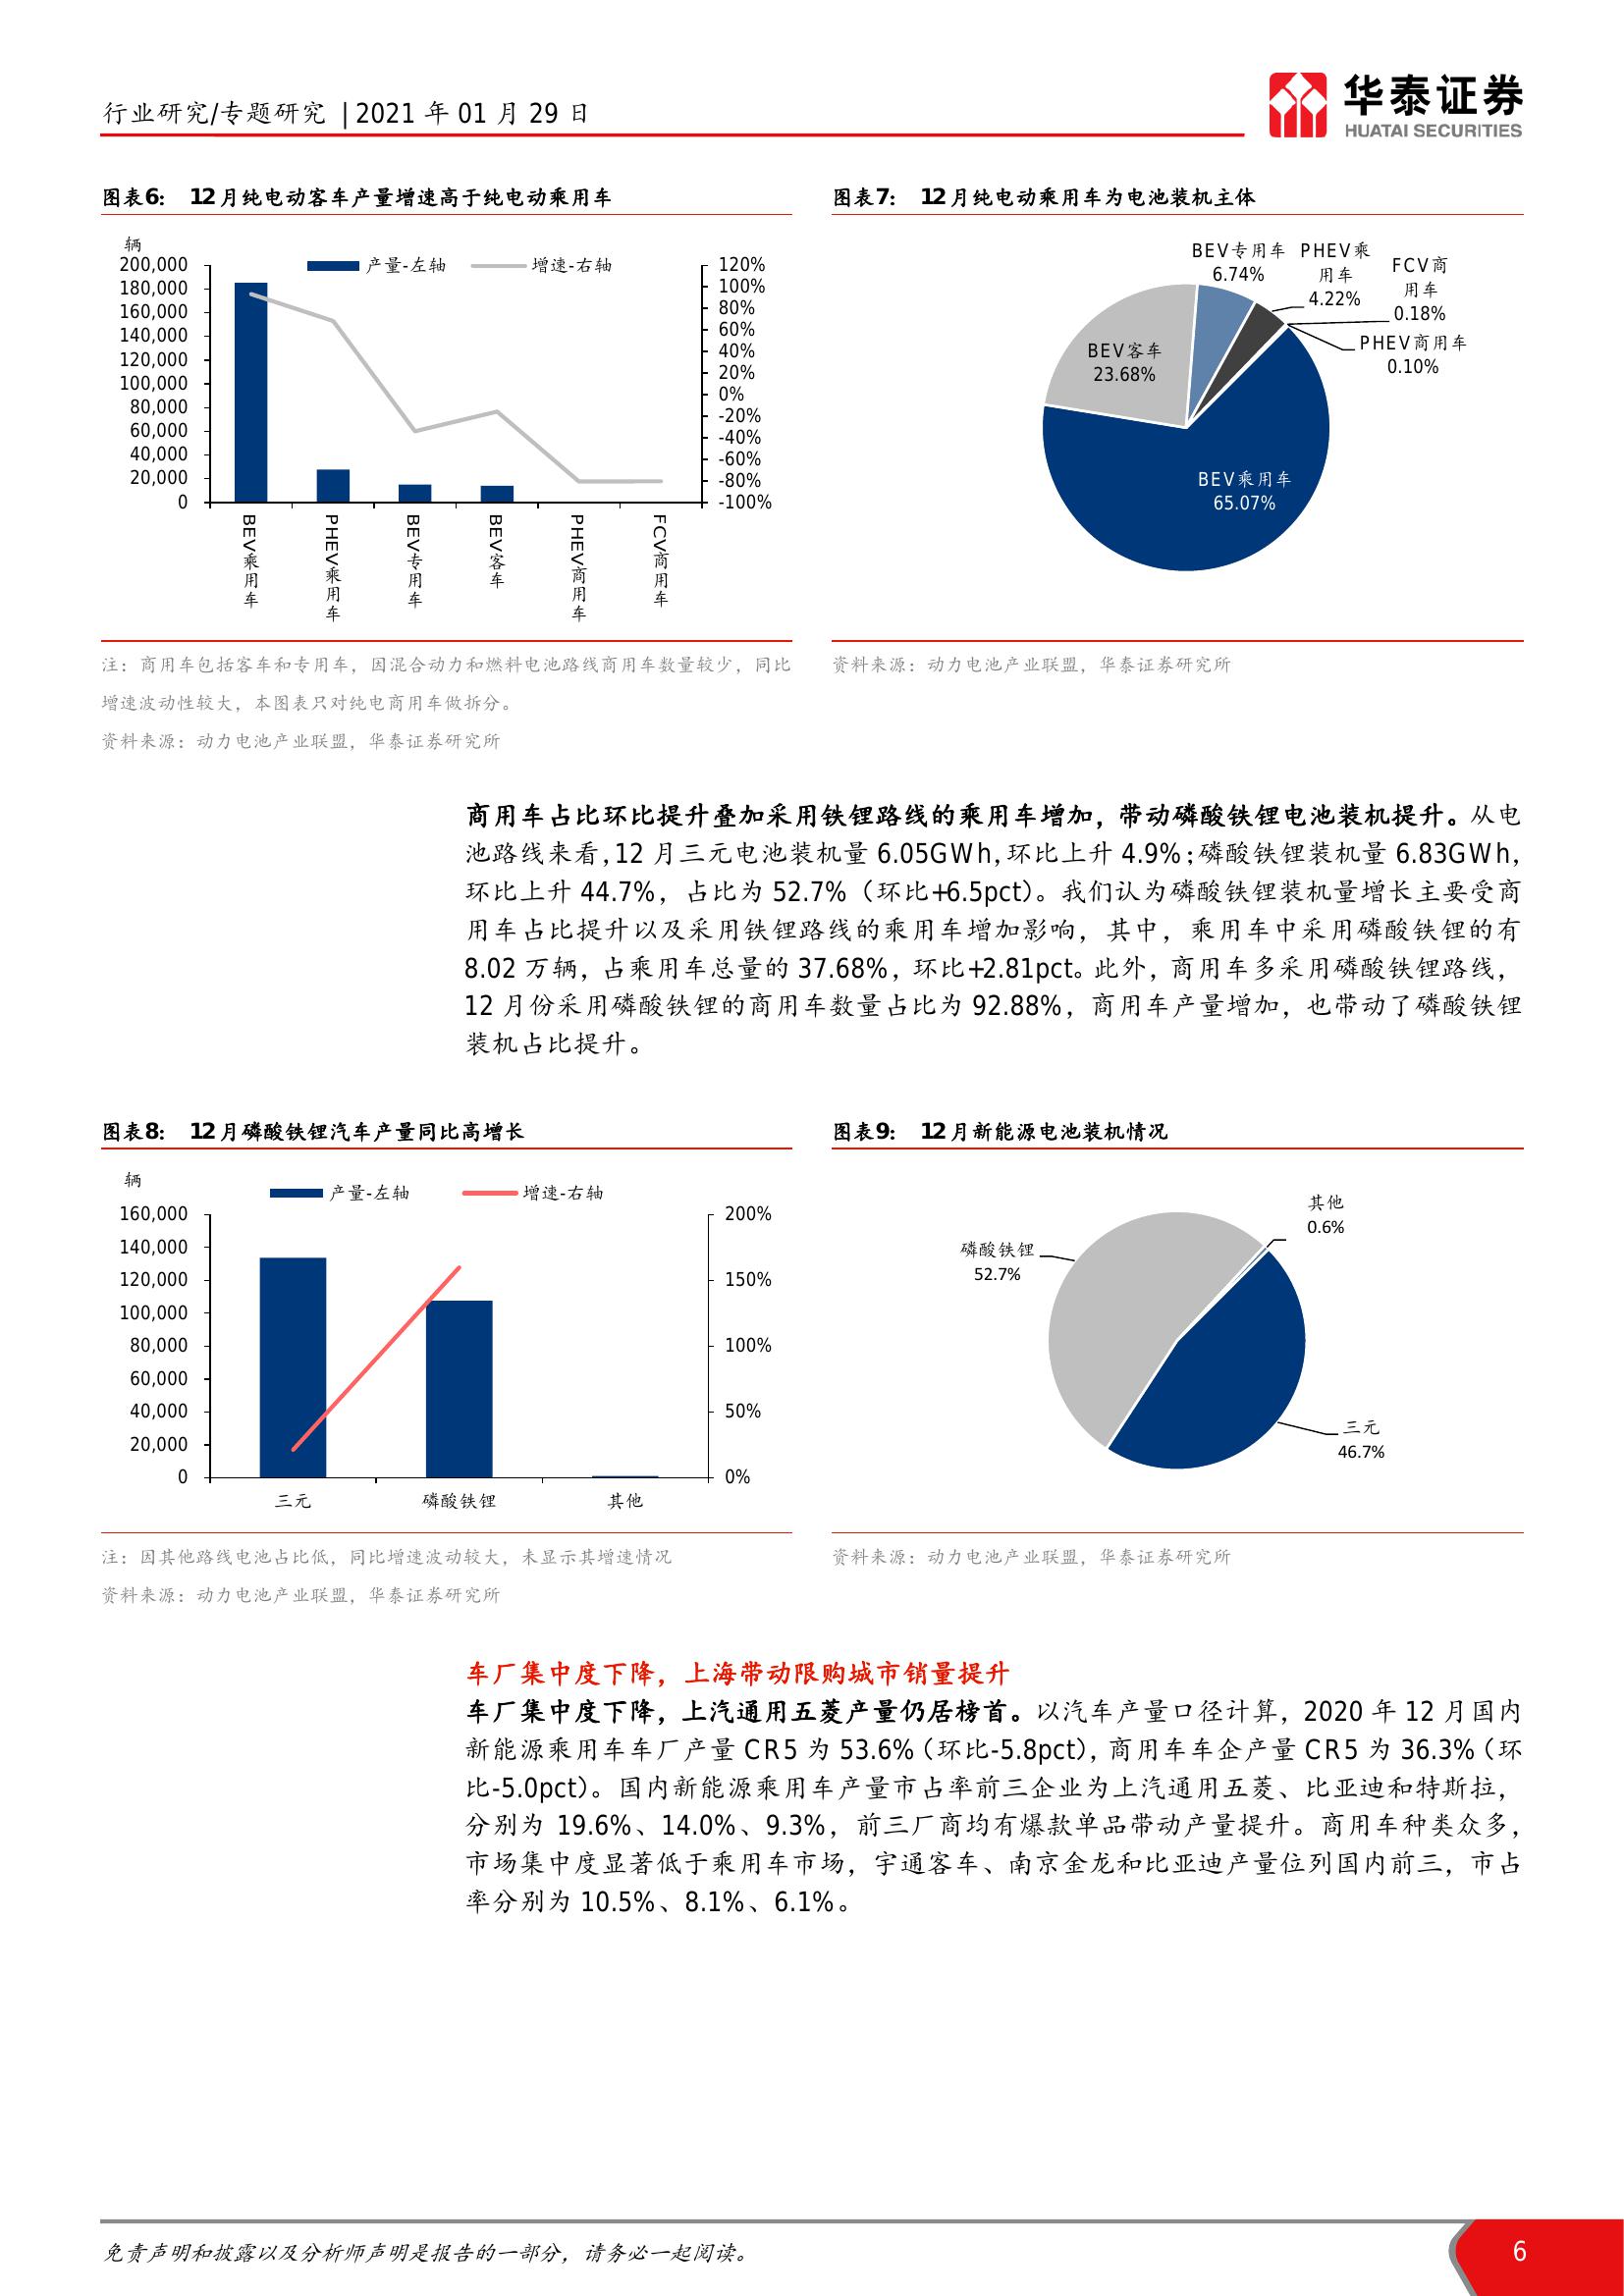 行业研究/专题研究 | 2021 年 01 月 29 日
华泰证券
HUATAI SECURITIES
图表6： 12月纯电动客车产量增速高于纯电动乘用车
辆
产量-左轴 增速-右轴
200,000
180,000
160,000
140,000
120,000
100,000
80,000
60,000
40,000
20,000
0
120%
100%
80%
60%
40%
20%
0%
-20%
-40%
-60%
-80%
-100%
BEV乘用车
PHEV乘用车
BEV专用车
BEV客车
PHEV商用车
FCV商用车
注：商用车包括客车和专用车，因混合动力和燃料电池路线商用车数量较少，同比
增速波动性较大，本图表只对纯电商用车做拆分。
资料来源：动力电池产业联盟，华泰证券研究所
图表7： 12月纯电动乘用车为电池装机主体
BEV专用车
6.74%
PHEV乘
用车
4.22%
FCV商
用车
0.18%
PHEV商用车
0.10%
BEV客车
23.68%
BEV乘用车
65.07%
资料来源：动力电池产业联盟，华泰证券研究所
商用车占比环比提升叠加采用铁锂路线的乘用车增加，带动磷酸铁锂电池装机提升。从电
池路线来看，12 月三元电池装机量 6.05GWh，环比上升 4.9%；磷酸铁锂装机量 6.83GWh，
环比上升 44.7%，占比为 52.7%（环比+6.5pct）。我们认为磷酸铁锂装机量增长主要受商
用车占比提升以及采用铁锂路线的乘用车增加影响，其中，乘用车中采用磷酸铁锂的有
8.02 万辆，占乘用车总量的 37.68%，环比+2.81pct。此外，商用车多采用磷酸铁锂路线，
12 月份采用磷酸铁锂的商用车数量占比为 92.88%，商用车产量增加，也带动了磷酸铁锂
装机占比提升。
图表8： 12月磷酸铁锂汽车产量同比高增长
辆
产量-左轴 增速-右轴
160,000
140,000
120,000
100,000
80,000
60,000
40,000
20,000
0
200%
150%
100%
50%
0%
三元 磷酸铁锂 其他
注：因其他路线电池占比低，同比增速波动较大，未显示其增速情况
资料来源：动力电池产业联盟，华泰证券研究所
图表9： 12月新能源电池装机情况
其他
0.6%
磷酸铁锂
52.7%
三元
46.7%
资料来源：动力电池产业联盟，华泰证券研究所
车厂集中度下降，上海带动限购城市销量提升
车厂集中度下降，上汽通用五菱产量仍居榜首。以汽车产量口径计算，2020 年 12 月国内
新能源乘用车车厂产量 CR5 为 53.6%（环比-5.8pct），商用车车企产量 CR5 为 36.3%（环
比-5.0pct）。国内新能源乘用车产量市占率前三企业为上汽通用五菱、比亚迪和特斯拉，
分别为 19.6%、14.0%、9.3%，前三厂商均有爆款单品带动产量提升。商用车种类众多，
市场集中度显著低于乘用车市场，宇通客车、南京金龙和比亚迪产量位列国内前三，市占
率分别为 10.5%、8.1%、6.1%。
免责声明和披露以及分析师声明是报告的一部分，请务必一起阅读。
6